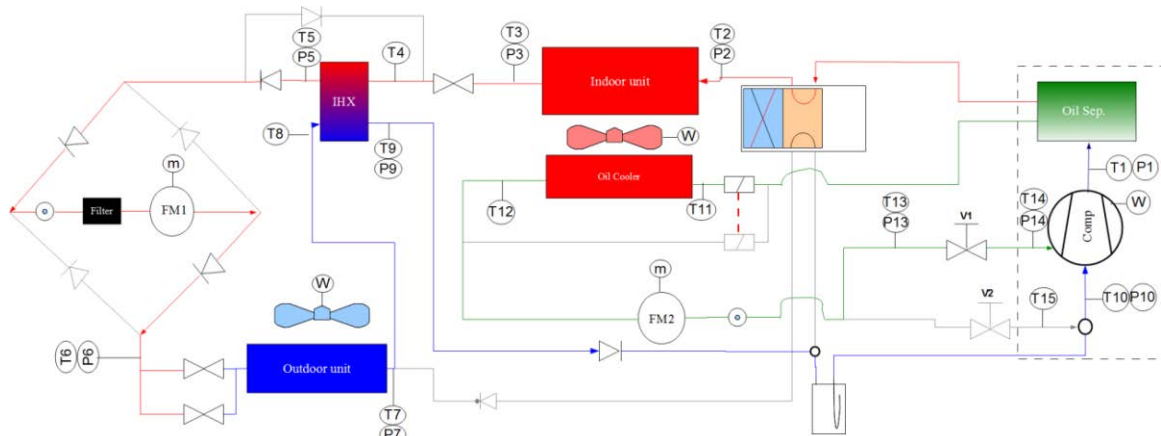 T5
P5
T4
T3
P3
Indoor unit
T2
P2
Oil Sep.
T1 P1
IHX
T8
T9
P9
W
Oil Cooler
T12
T11
m
Filter
FM1
T13
P13
V1
T14
P14
Comp
W
m
FM2
V2
T15
T10 P10
W
T6 P6
Outdoor unit
T7
P7